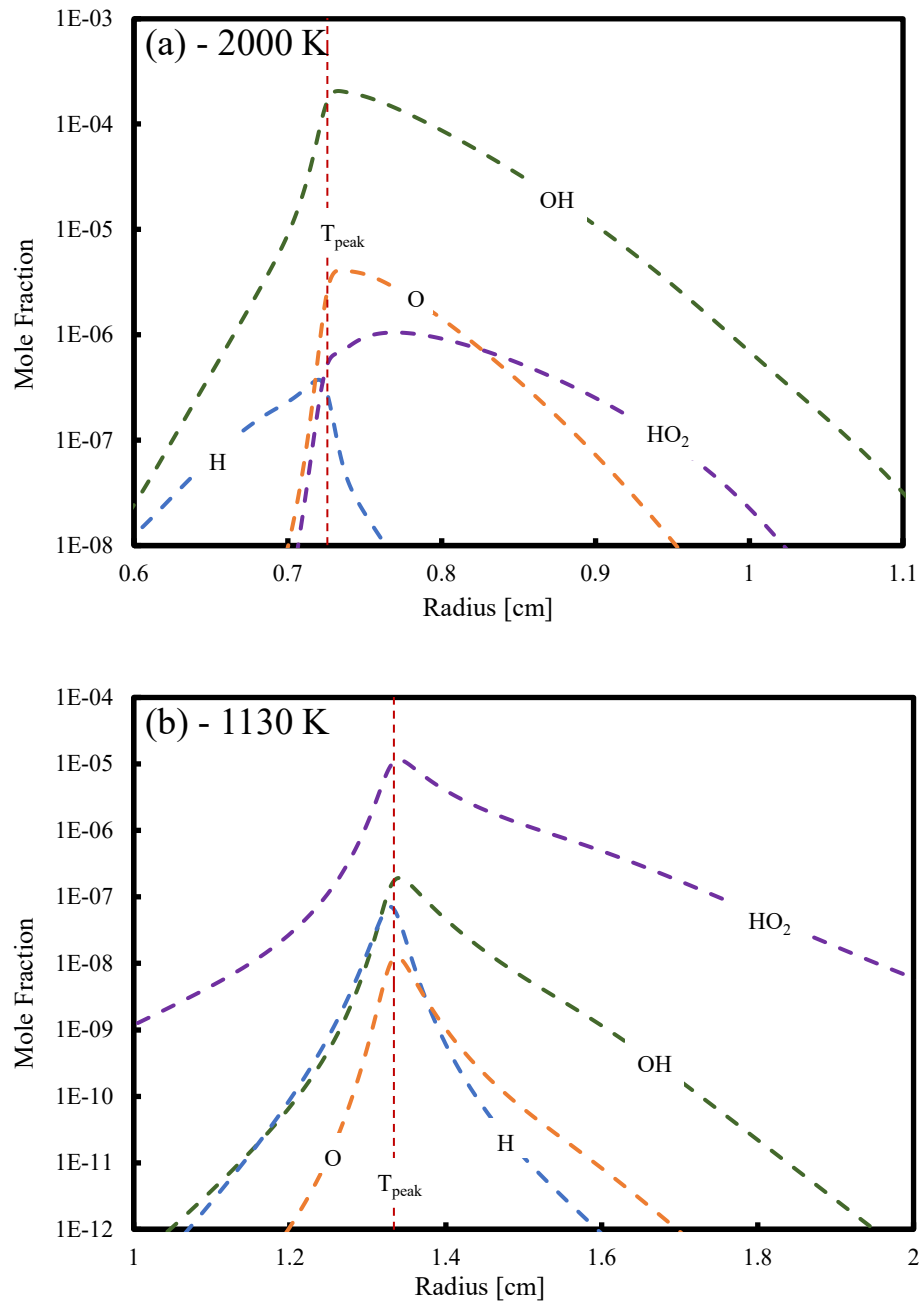 (a) - 2000 K
1E-03
1E-04
1E-05
1E-06
1E-07
1E-08
Mole Fraction
T_peak
OH
O
HO₂
H
0.6 0.7 0.8 0.9 1 1.1
Radius [cm]
(b) - 1130 K
1E-04
1E-05
1E-06
1E-07
1E-08
1E-09
1E-10
1E-11
1E-12
Mole Fraction
HO₂
OH
H
O
T_peak
1 1.2 1.4 1.6 1.8 2
Radius [cm]